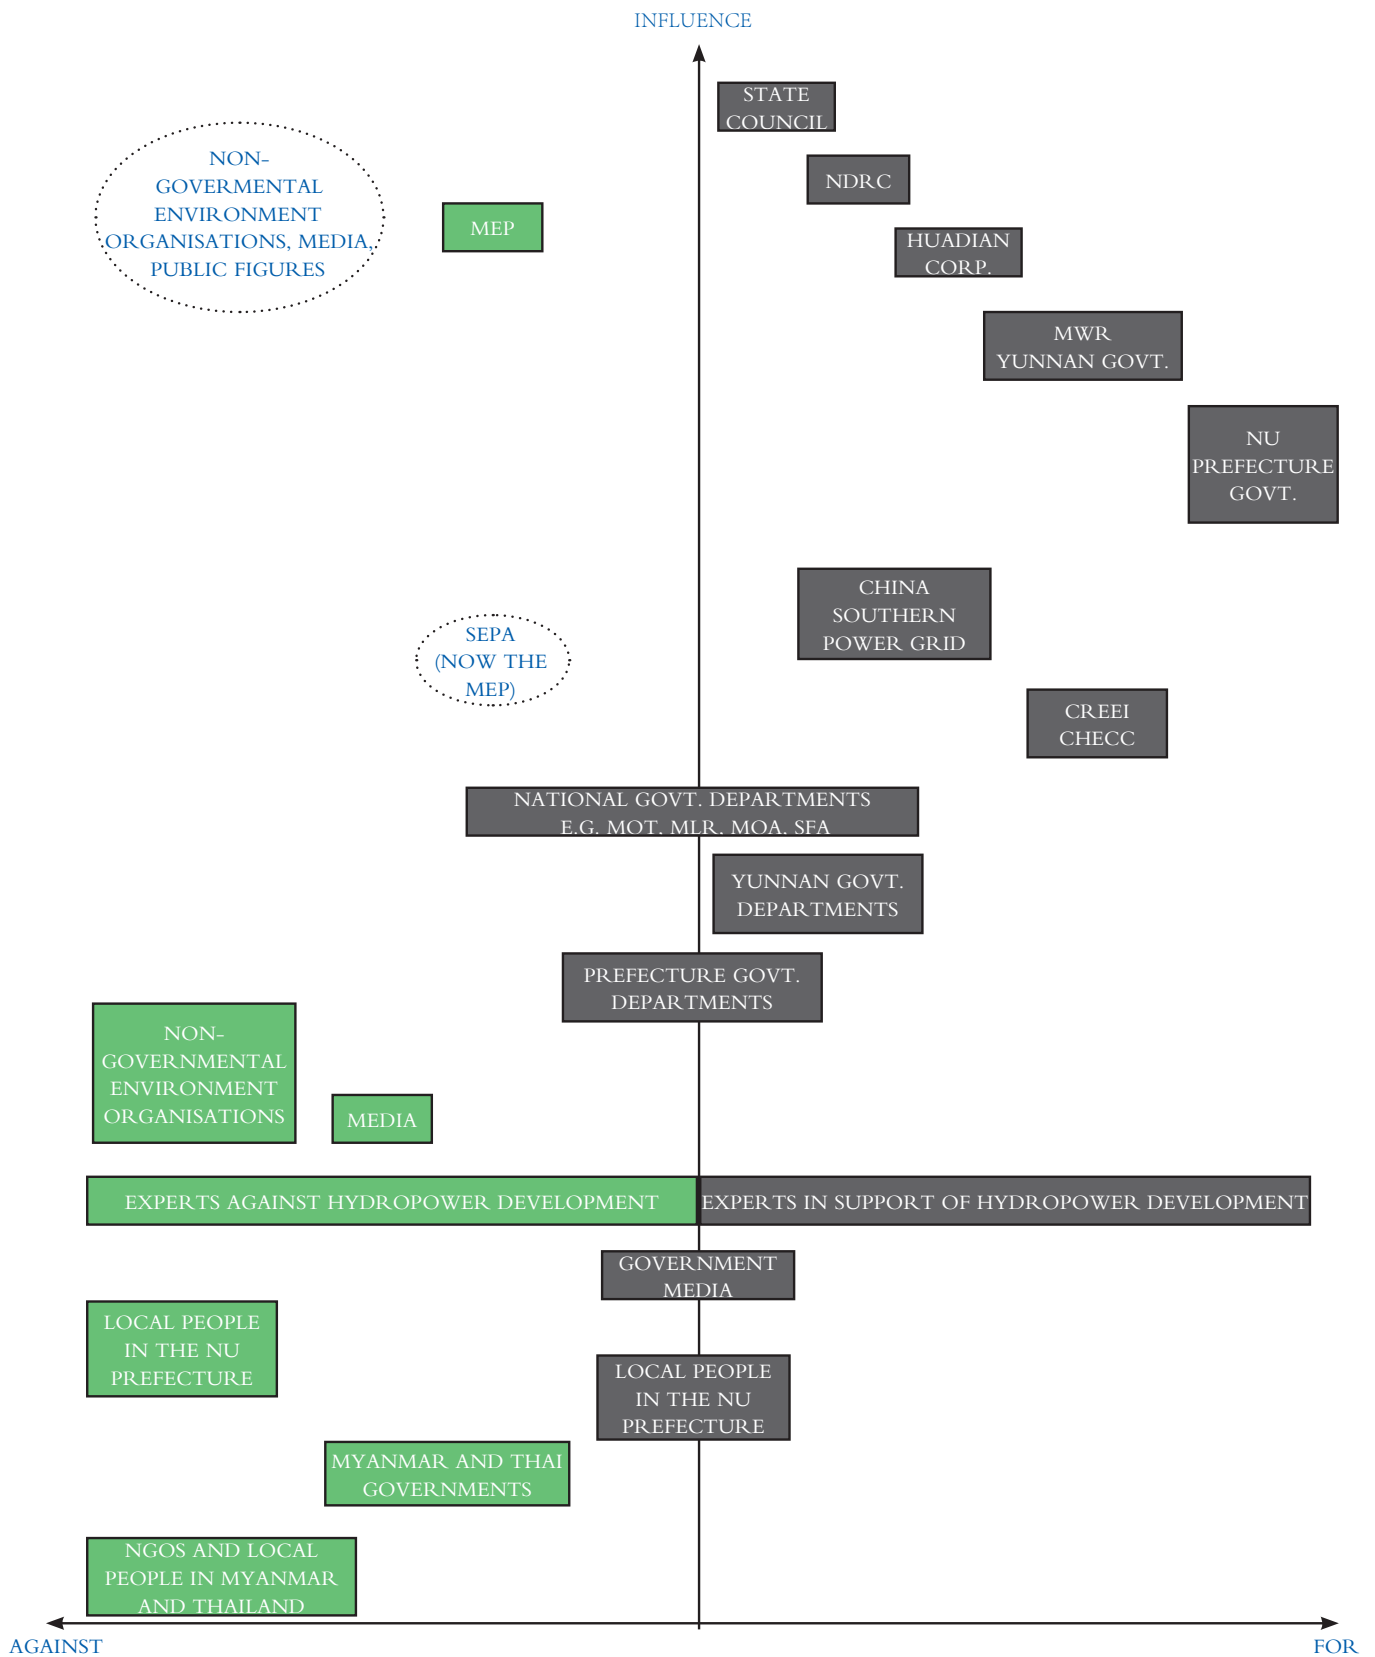 INFLUENCE
STATE
COUNCIL
NON-
GOVERMENTAL
ENVIRONMENT
ORGANISATIONS, MEDIA,
PUBLIC FIGURES
NDRC
MEP
HUADIAN
CORP.
MWR
YUNNAN GOVT.
NU
PREFECTURE
GOVT.
CHINA
SOUTHERN
POWER GRID
SEPA
(NOW THE
MEP)
CREEI
CHECC
NATIONAL GOVT. DEPARTMENTS
E.G. MOT, MLR, MOA, SFA
YUNNAN GOVT.
DEPARTMENTS
PREFECTURE GOVT.
DEPARTMENTS
NON-
GOVERNMENTAL
ENVIRONMENT
ORGANISATIONS
MEDIA
EXPERTS AGAINST HYDROPOWER DEVELOPMENT
EXPERTS IN SUPPORT OF HYDROPOWER DEVELOPMENT
GOVERNMENT
MEDIA
LOCAL PEOPLE
IN THE NU
PREFECTURE
LOCAL PEOPLE
IN THE NU
PREFECTURE
MYANMAR AND THAI
GOVERNMENTS
NGOS AND LOCAL
PEOPLE IN MYANMAR
AND THAILAND
AGAINST
FOR